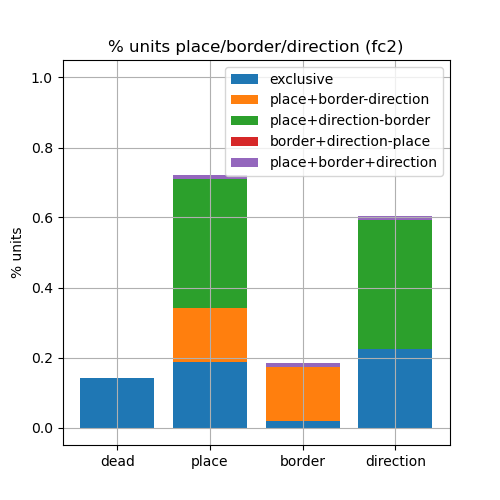 % units place/border/direction (fc2)
exclusive
place+border-direction
place+direction-border
border+direction-place
place+border+direction
% units
1.0
0.8
0.6
0.4
0.2
0.0
dead
place
border
direction